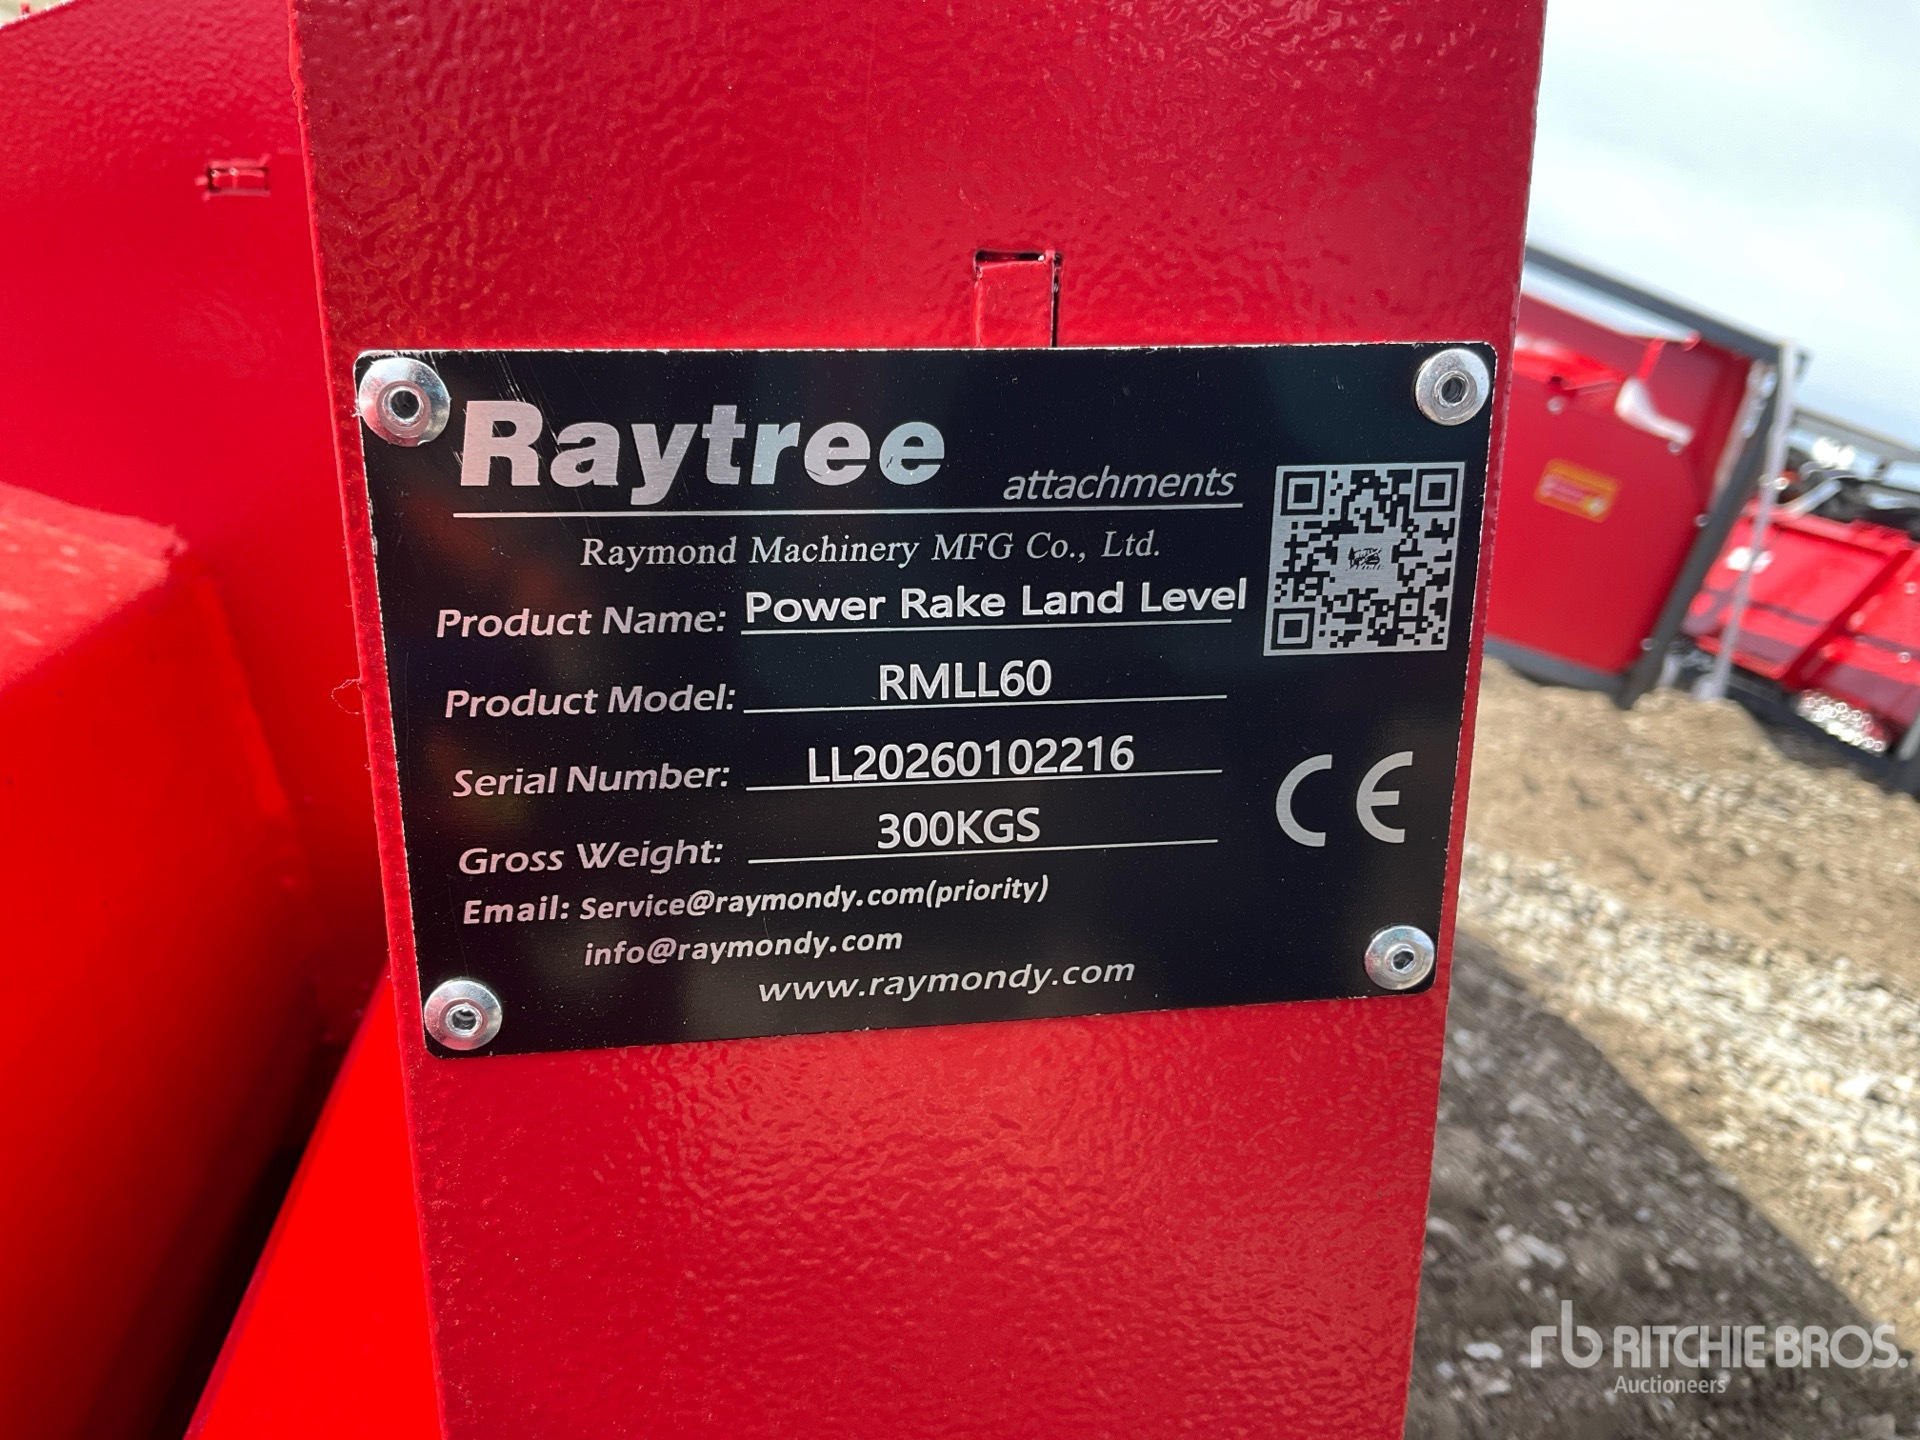 Raytree
attachments
Raymond Machinery MFG Co., Ltd.
Product Name: Power Rake Land Level
Product Model: RMLL60
Serial Number: LL20260102216
Gross Weight: 300KGS
CE
Email: Service@raymondy.com(priority)
info@raymondy.com
www.raymondy.com
rb RITCHIE BROS.
Auctioneers